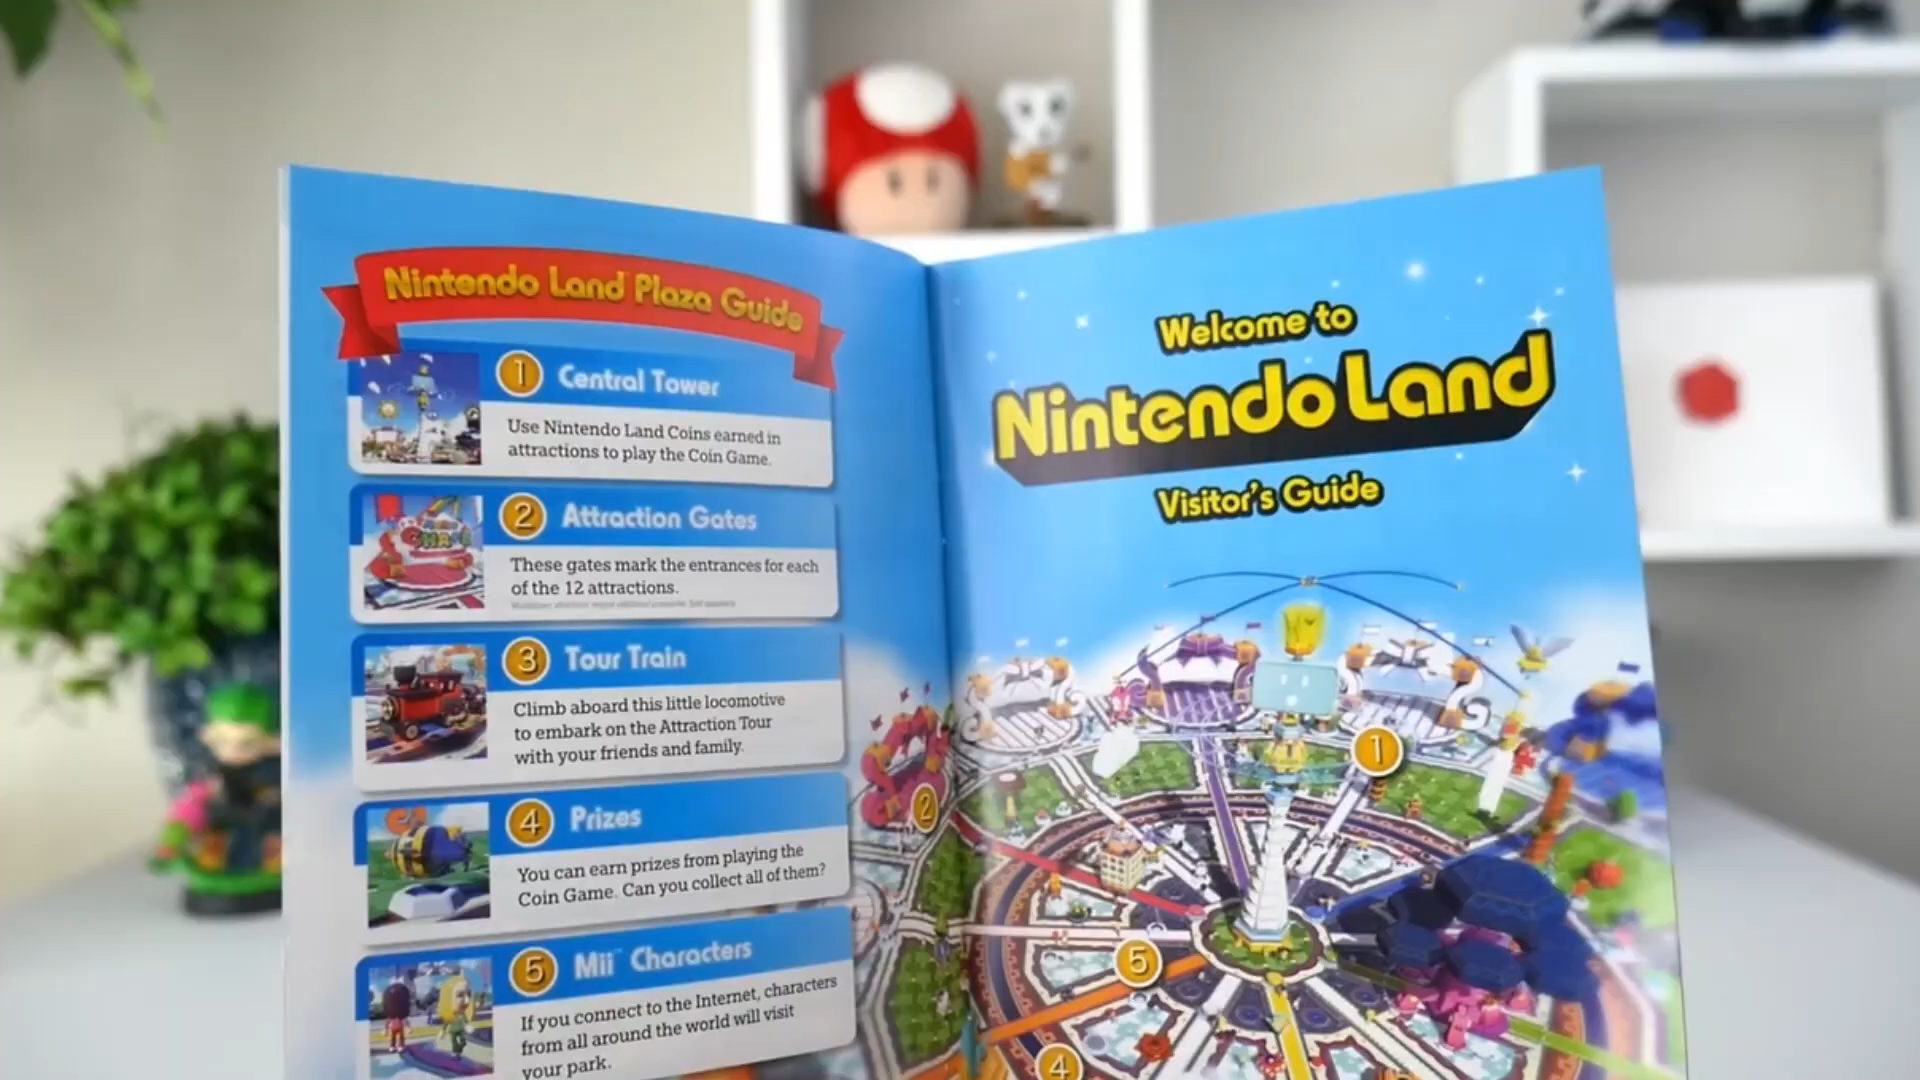 Nintendo Land™ Plaza Guide
1 Central Tower
Use Nintendo Land Coins earned in
attractions to play the Coin Game.
2 Attraction Gates
These gates mark the entrances for each
of the 12 attractions.
3 Tour Train
Climb aboard this little locomotive
to embark on the Attraction Tour
with your friends and family.
4 Prizes
You can earn prizes from playing the
Coin Game. Can you collect all of them?
5 Mii™ Characters
If you connect to the Internet, characters
from all around the world will visit
your park.
Welcome to
Nintendo Land
Visitor's Guide
1
2
5
4